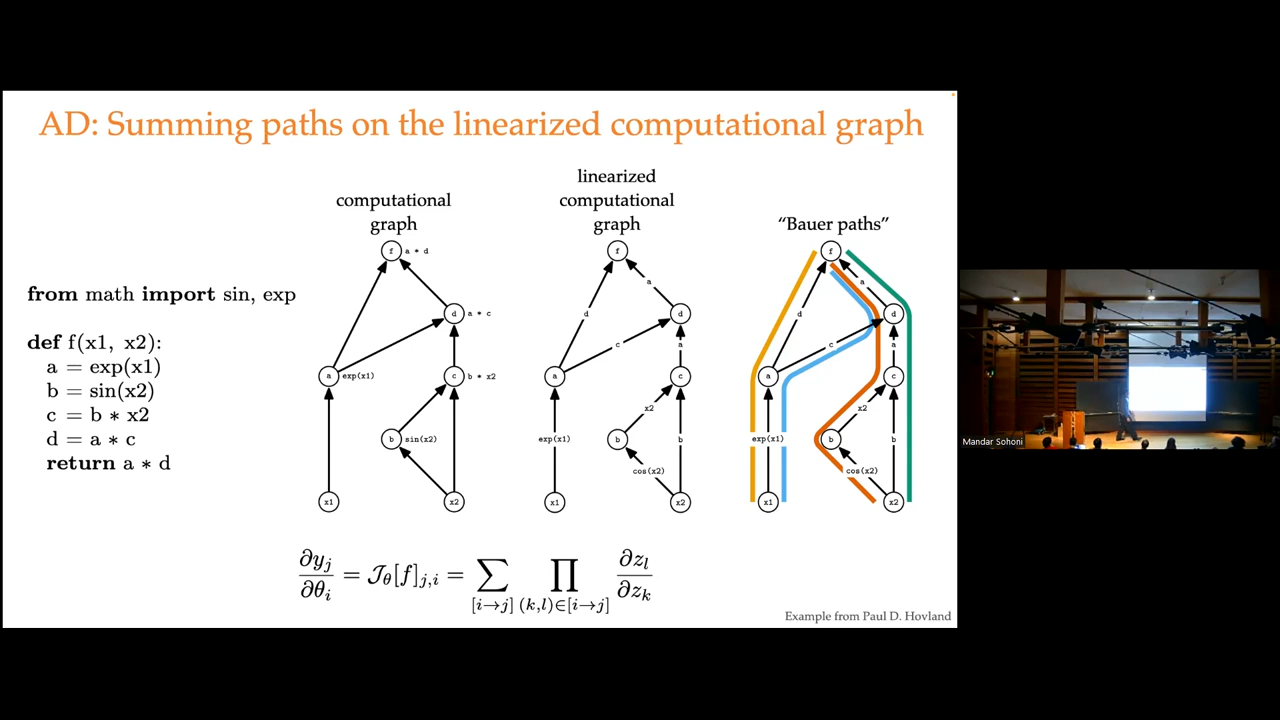 AD: Summing paths on the linearized computational graph
from math import sin, exp
def f(x1, x2):
a = exp(x1)
b = sin(x2)
c = b * x2
d = a * c
return a * d
computational
graph
f a * d
d a * c
a exp(x1)
c b * x2
b sin(x2)
x1 x2
linearized
computational
graph
f
a
d d
c a
a c
x2
exp(x1) b b
cos(x2)
x1 x2
“Bauer paths”
f
a
d d
c a
a c
x2
exp(x1) b b
cos(x2)
x1 x2
∂y_j/∂θ_i = 𝒥_θ[f]_{j,i} = ∑_{[i→j]} ∏_{(k,l)∈[i→j]} ∂z_l/∂z_k
Example from Paul D. Hovland
Mandar Sohoni